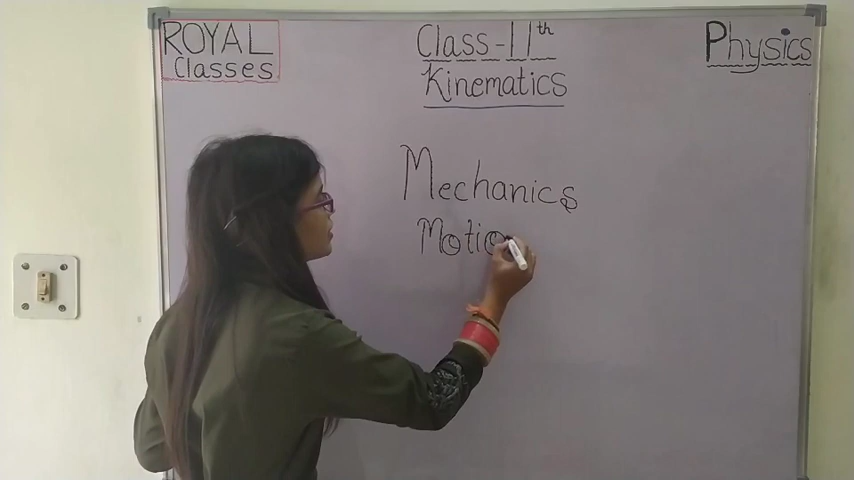 ROYAL
Classes
Class-11th
Kinematics
Physics
Mechanics
Motio